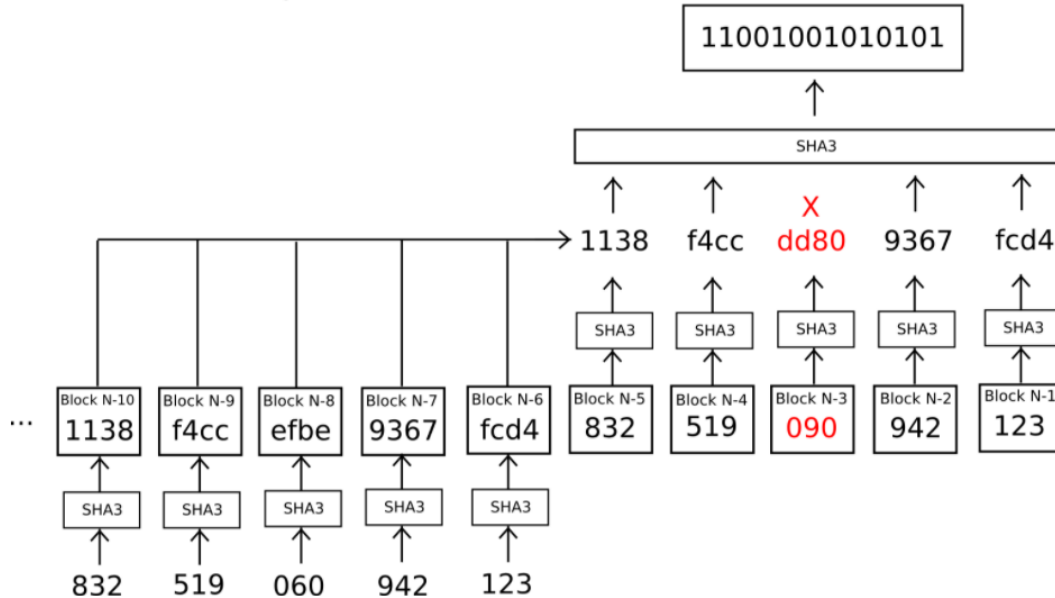 11001001010101
SHA3
X
1138 f4cc dd80 9367 fcd4
SHA3 SHA3 SHA3 SHA3 SHA3
Block N-10 Block N-9 Block N-8 Block N-7 Block N-6 Block N-5 Block N-4 Block N-3 Block N-2 Block N-1
... 1138 f4cc efbe 9367 fcd4 832 519 090 942 123
SHA3 SHA3 SHA3 SHA3 SHA3
832 519 060 942 123